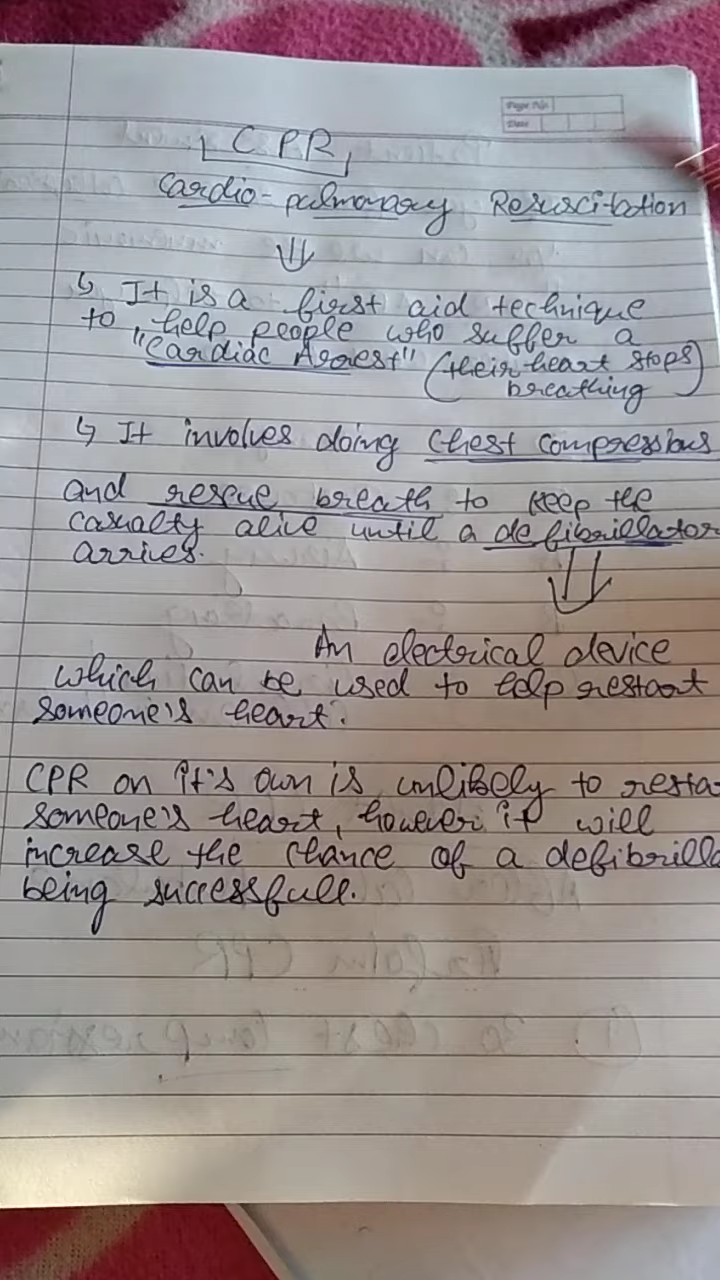 Page No.
Date
CPR
Cardio-pulmonary Resuscitation
It is a first aid technique
to help people who suffer a
"Cardiac Arrest" (their heart stops
breathing)
It involves doing Chest compressions
and rescue breath to keep the
casualty alive until a defibrillator
arrives.
An electrical device
which can be used to help restart
someone's heart.
CPR on it's own is unlikely to resta
someone's heart, however it will
increase the chance of a defibrilla
being successfull.